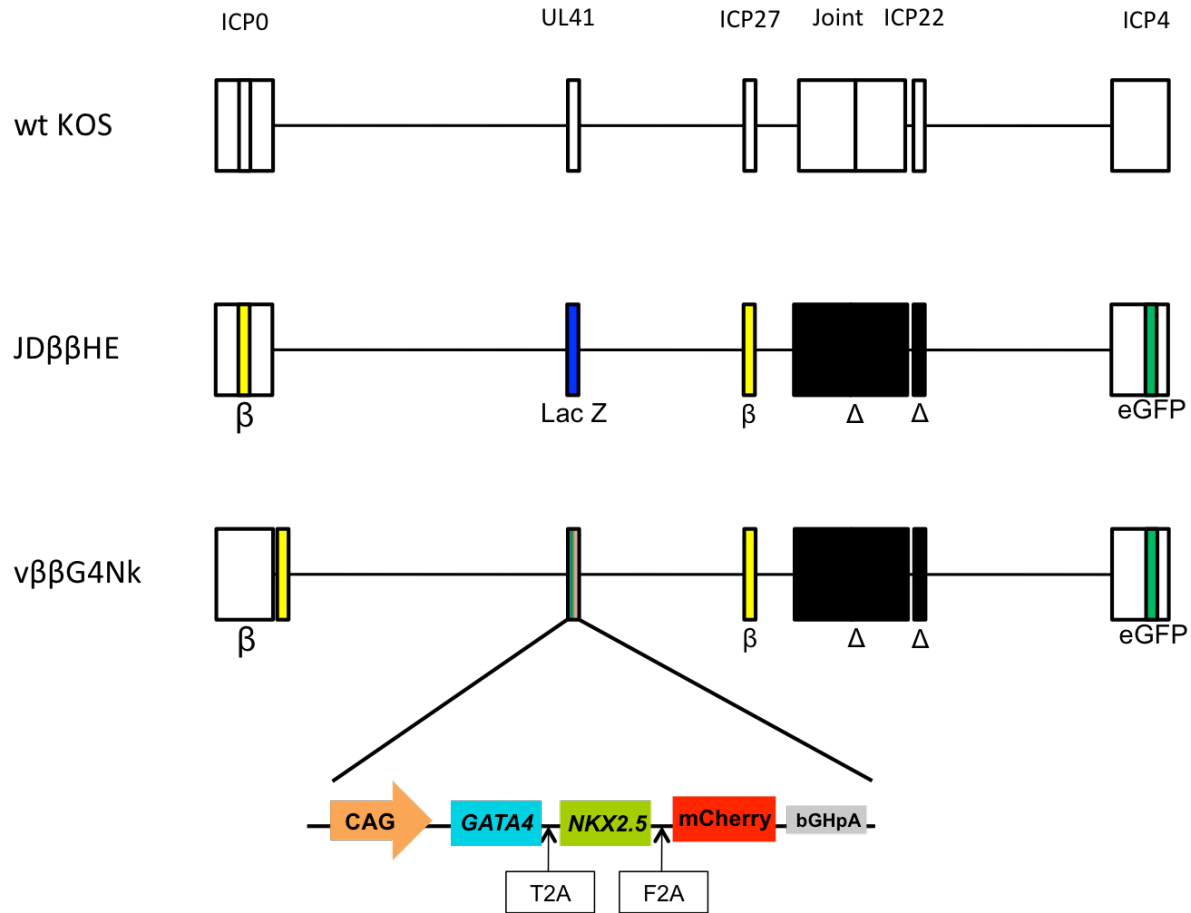 ICP0 UL41 ICP27 Joint ICP22 ICP4
wt KOS
JDββHE
β Lac Z β Δ Δ eGFP
vββG4Nk
β β Δ Δ eGFP
CAG GATA4 NKX2.5 mCherry bGHpA
T2A F2A